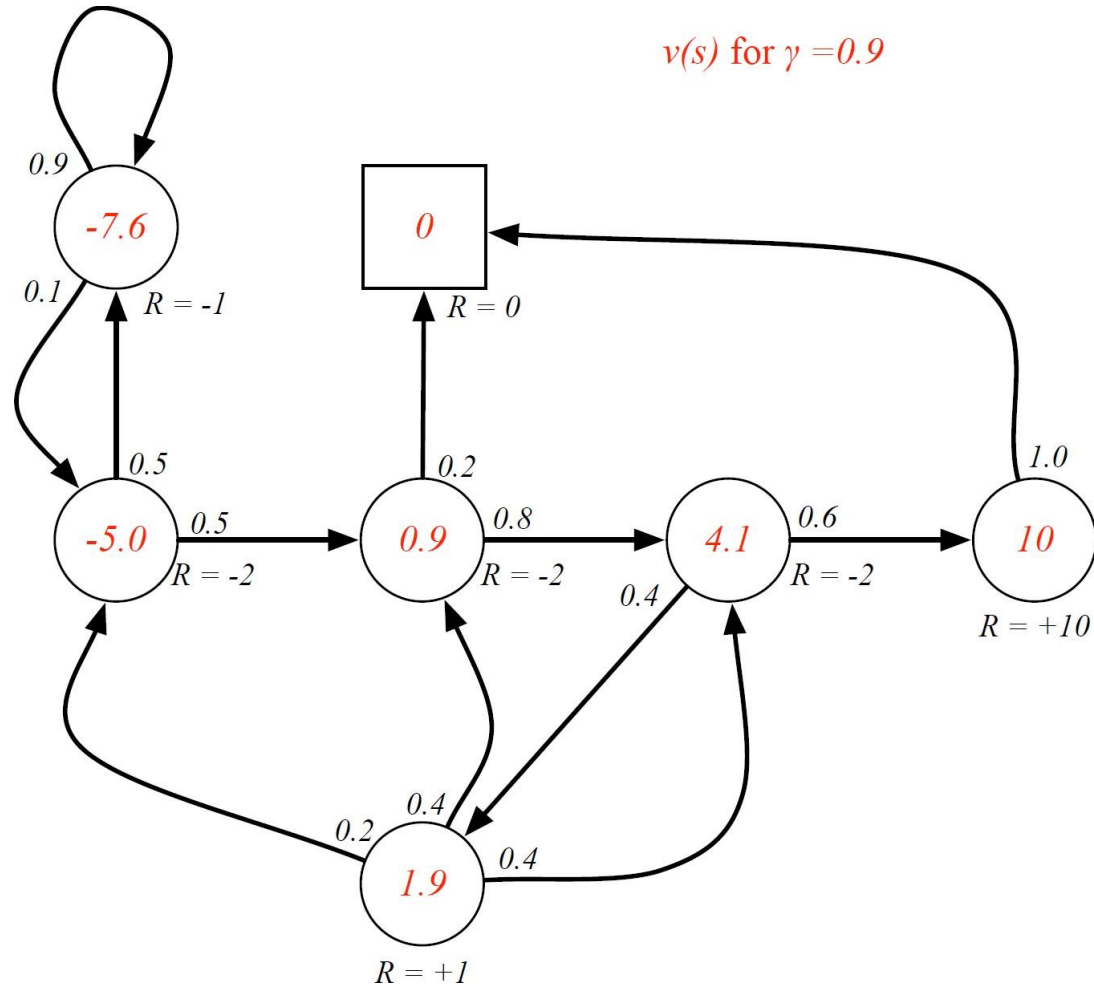 v(s) for γ =0.9
0.9
-7.6
0
0.1
R = -1
R = 0
0.5
0.2
1.0
-5.0
0.5
0.9
0.8
4.1
0.6
10
R = -2
R = -2
R = -2
0.4
R = +10
0.4
0.2
0.4
1.9
R = +1